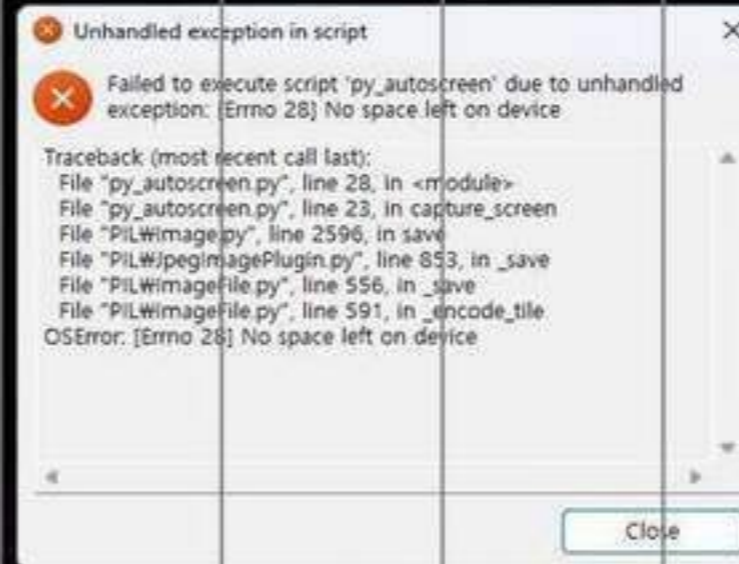 Unhandled exception in script
Failed to execute script 'py_autoscreen' due to unhandled
exception: [Errno 28] No space left on device
Traceback (most recent call last):
File "py_autoscreen.py", line 28, in <module>
File "py_autoscreen.py", line 23, in capture_screen
File "PIL₩Image.py", line 2596, in save
File "PIL₩JpegImagePlugin.py", line 853, in _save
File "PIL₩ImageFile.py", line 556, in _save
File "PIL₩ImageFile.py", line 591, in _encode_tile
OSError: [Errno 28] No space left on device
Close